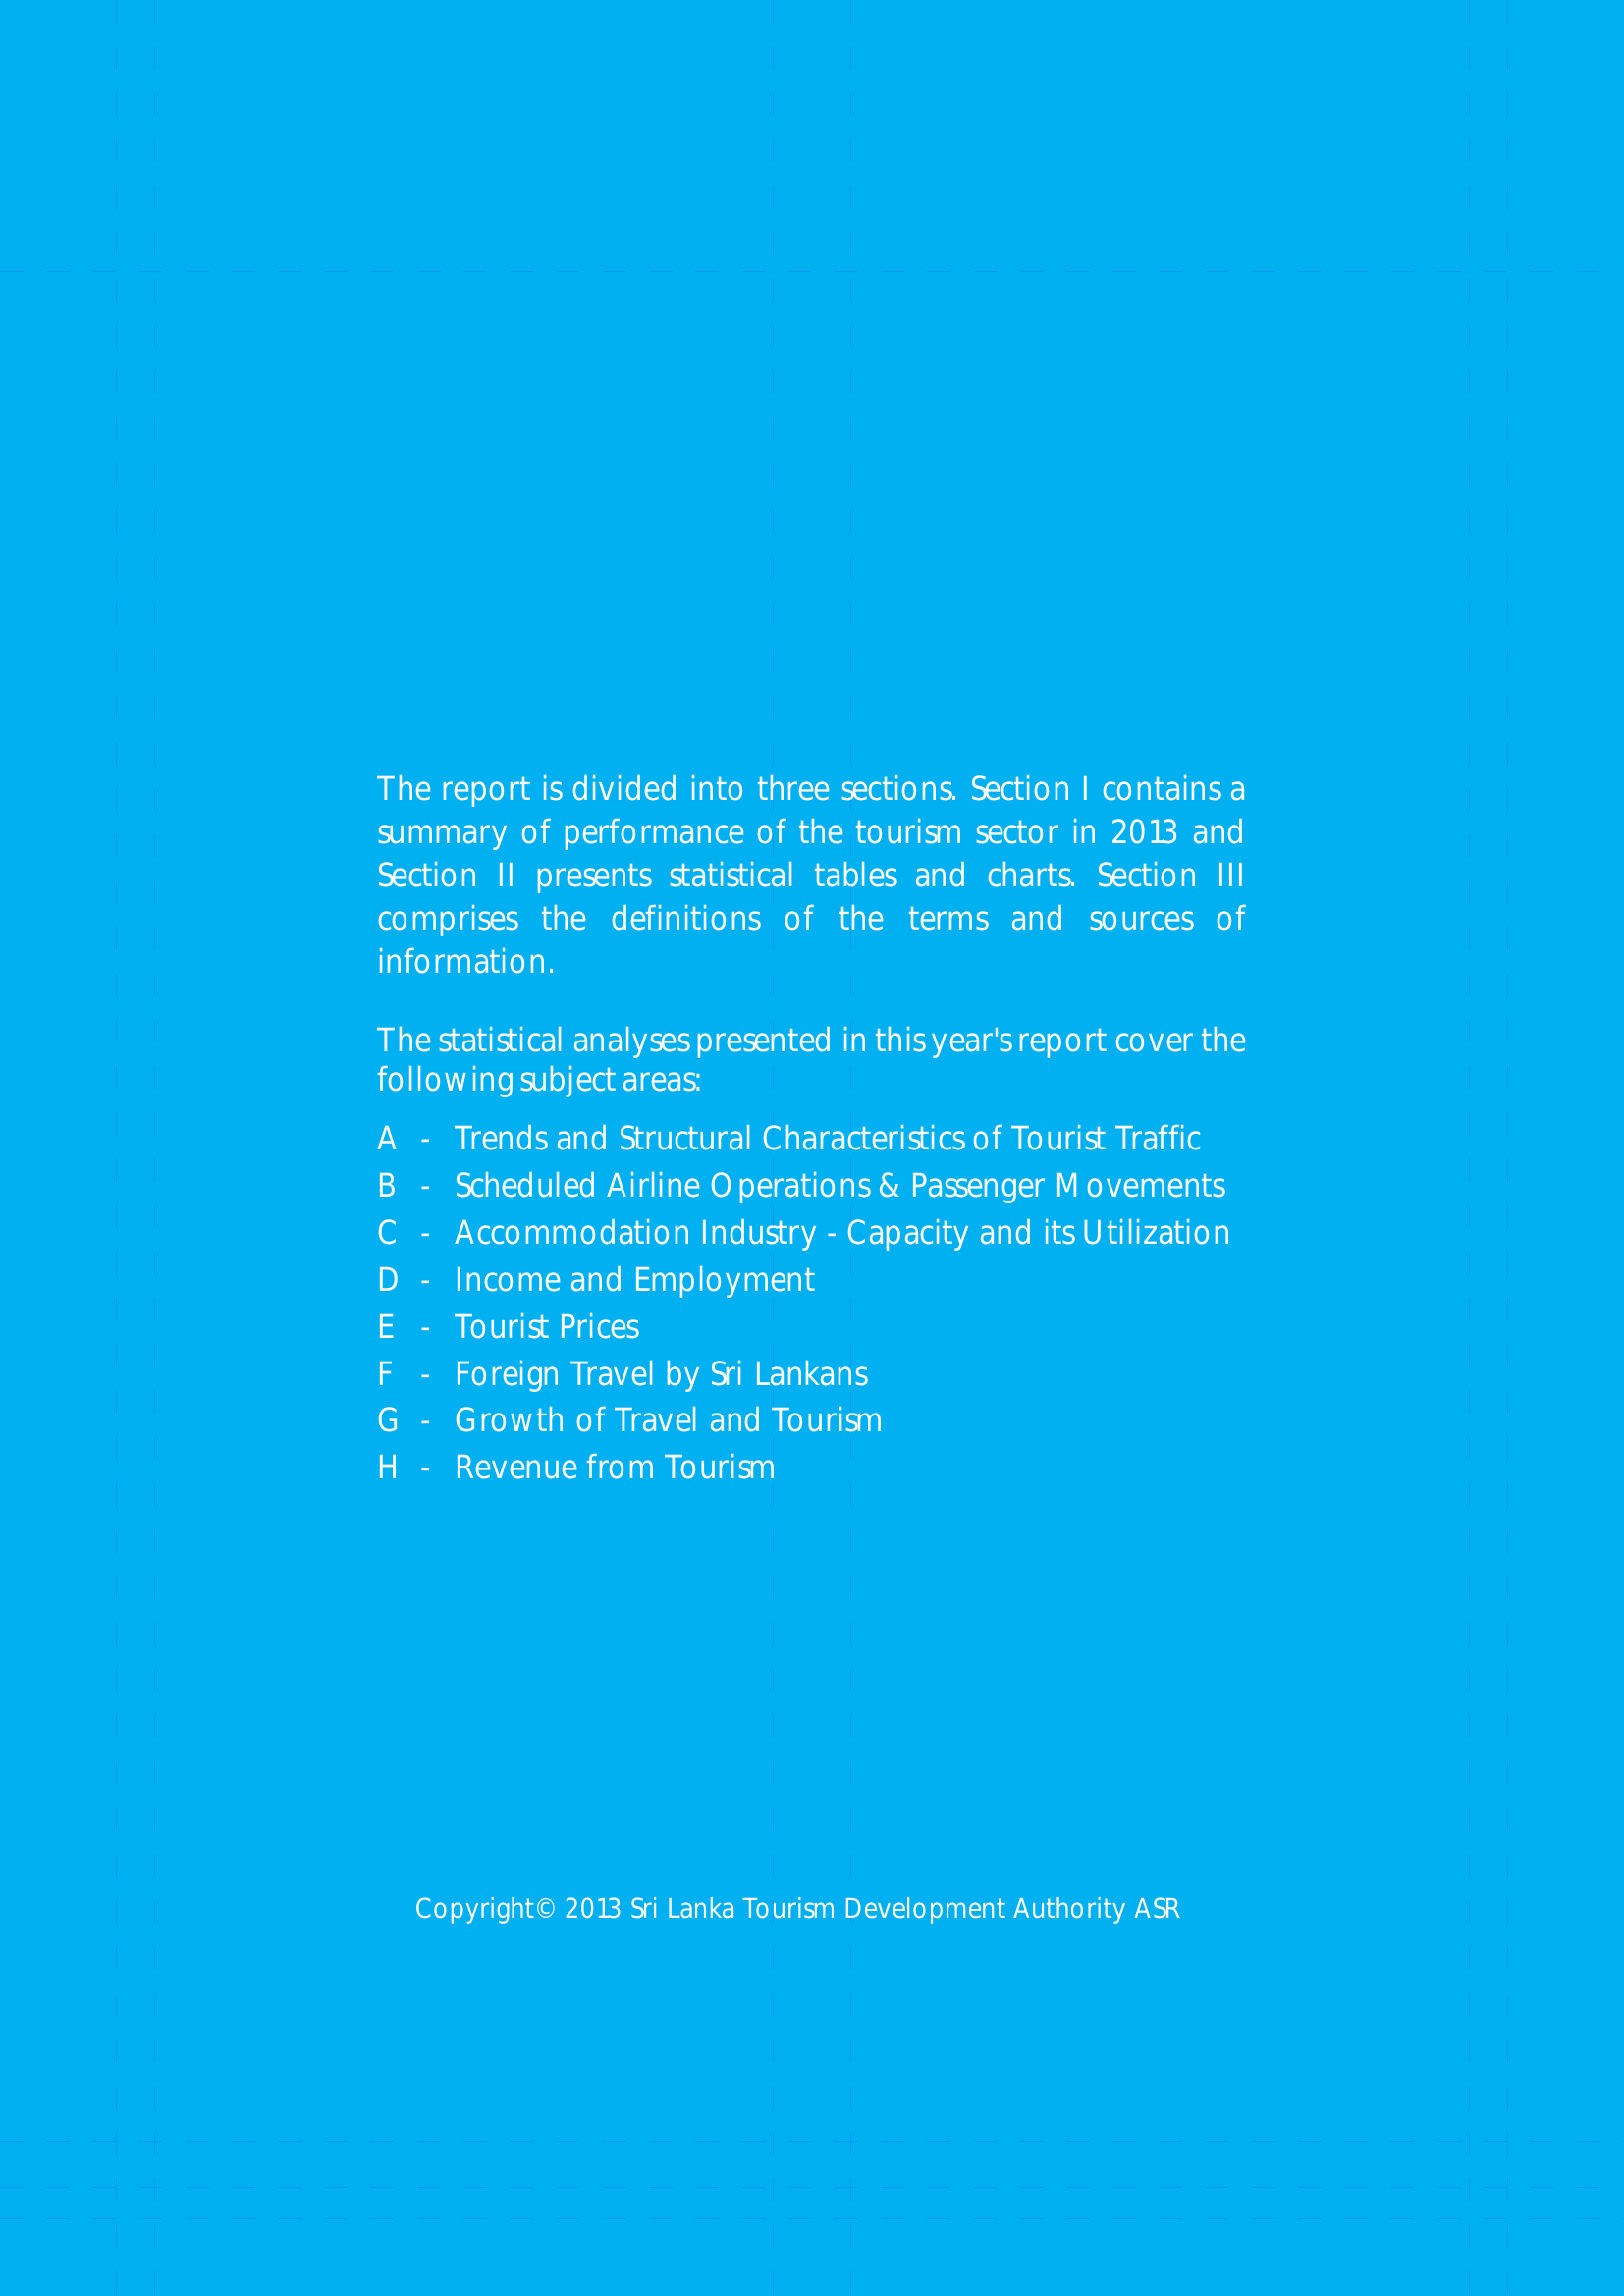 The report is divided into three sections. Section I contains a
summary of performance of the tourism sector in 2013 and
Section II presents statistical tables and charts. Section III
comprises the definitions of the terms and sources of
information.
The statistical analyses presented in this year's report cover the
following subject areas:
A - Trends and Structural Characteristics of Tourist Traffic
B - Scheduled Airline Operations & Passenger Movements
C - Accommodation Industry - Capacity and its Utilization
D - Income and Employment
E - Tourist Prices
F - Foreign Travel by Sri Lankans
G - Growth of Travel and Tourism
H - Revenue from Tourism
Copyright© 2013 Sri Lanka Tourism Development Authority ASR